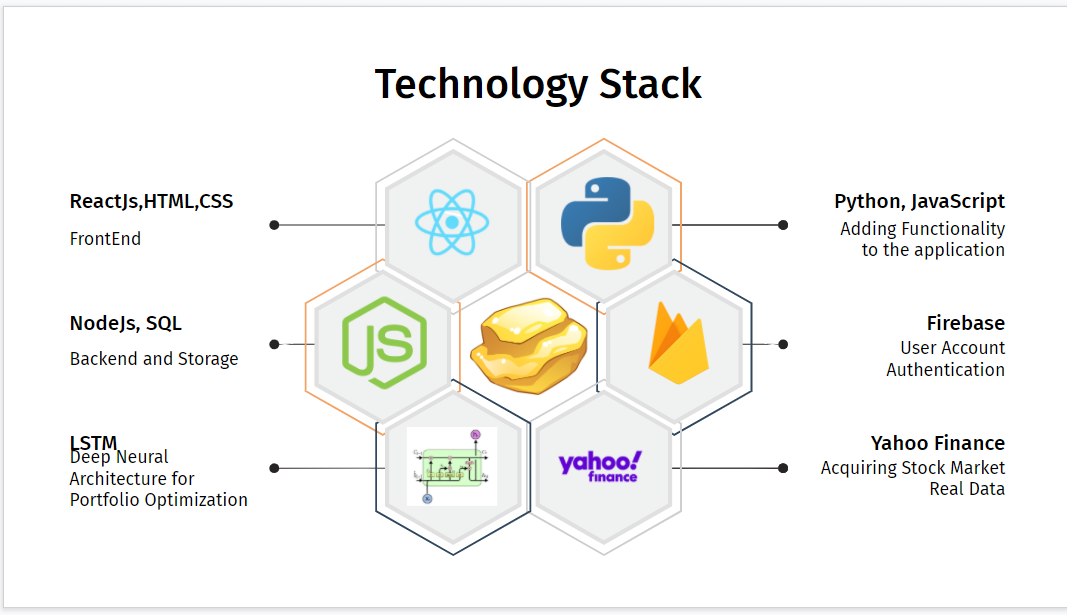 Technology Stack
ReactJs,HTML,CSS
FrontEnd
Python, JavaScript
Adding Functionality
to the application
NodeJs, SQL
Backend and Storage
JS
Firebase
User Account
Authentication
LSTM
Deep Neural
Architecture for
Portfolio Optimization
yahoo!
finance
Yahoo Finance
Acquiring Stock Market
Real Data